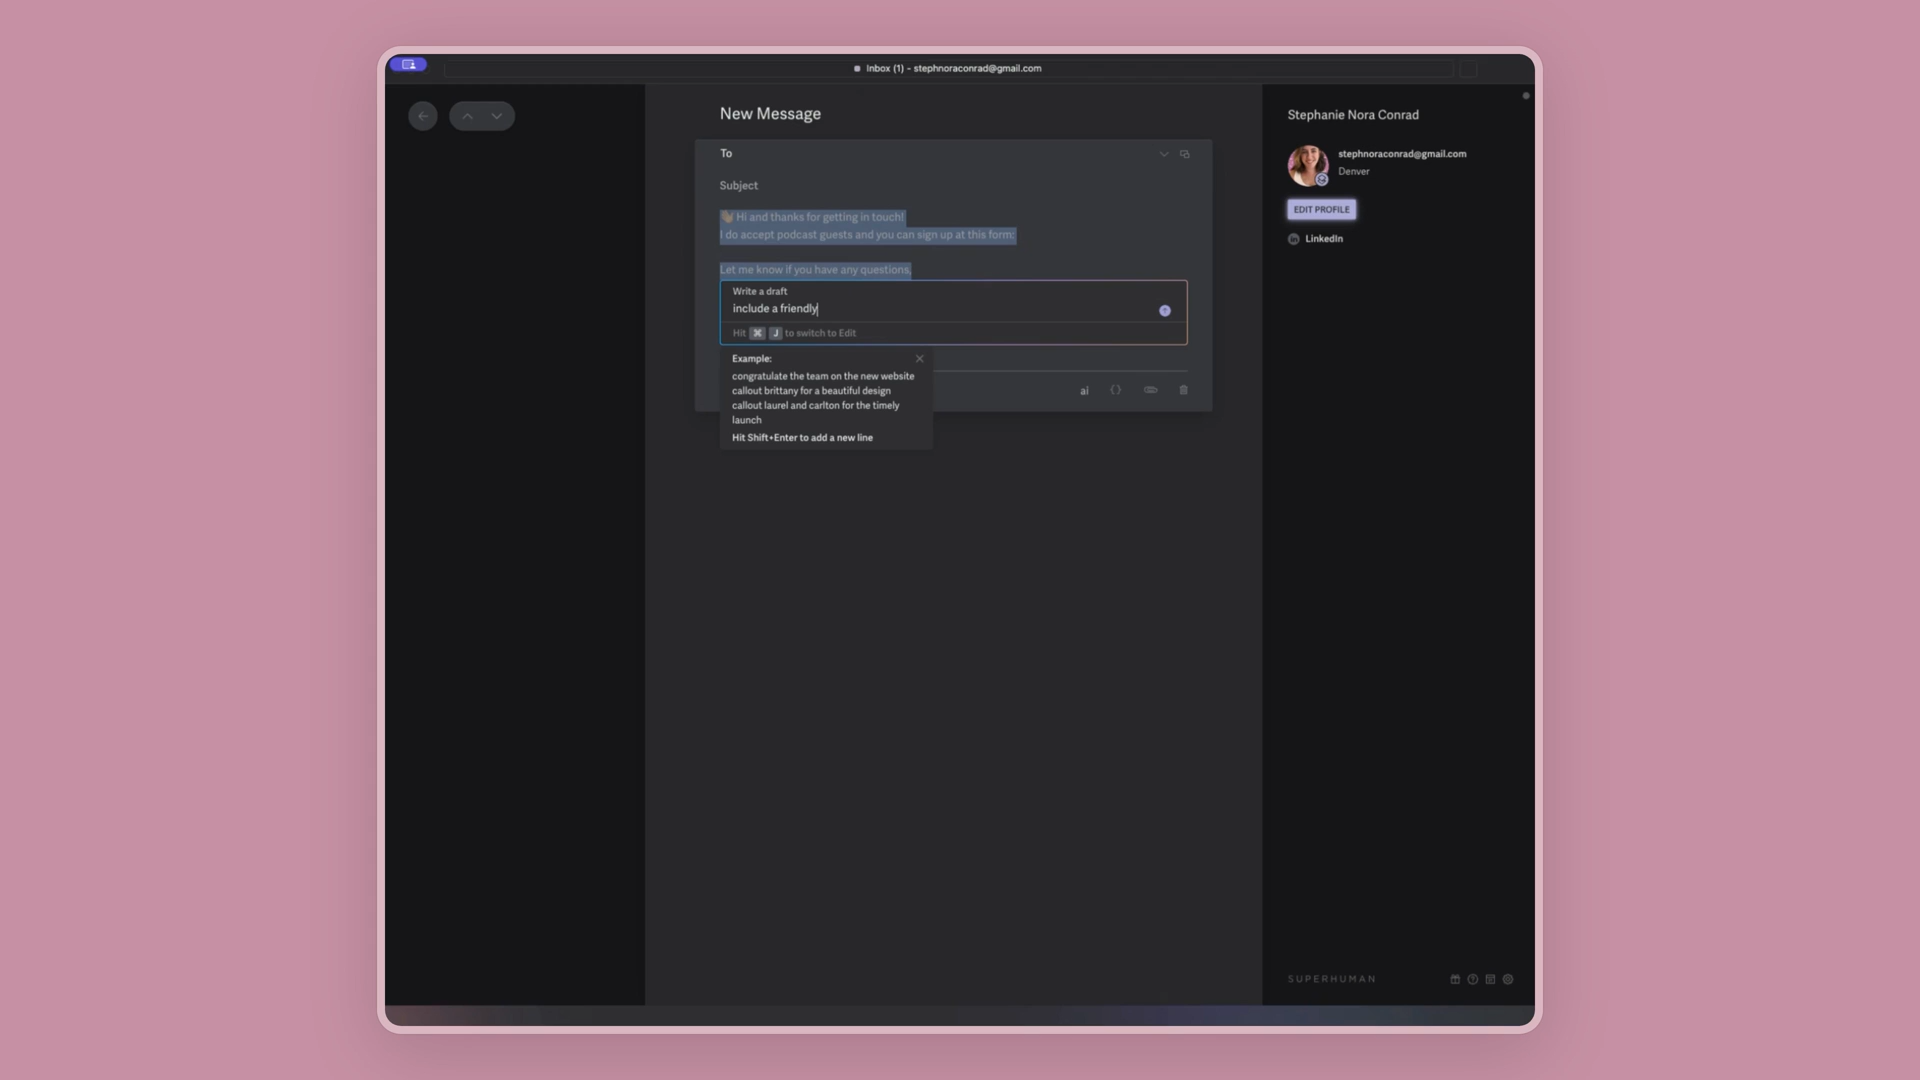 Inbox (1) - stephnoraconrad@gmail.com
New Message
To
Subject
👋 Hi and thanks for getting in touch!
I do accept podcast guests and you can sign up at this form:
Let me know if you have any questions,
Write a draft
include a friendly
Hit ⌘ J to switch to Edit
Example:
congratulate the team on the new website
callout brittany for a beautiful design
callout laurel and carlton for the timely
launch
Hit Shift+Enter to add a new line
ai
Stephanie Nora Conrad
stephnoraconrad@gmail.com
Denver
EDIT PROFILE
in LinkedIn
SUPERHUMAN